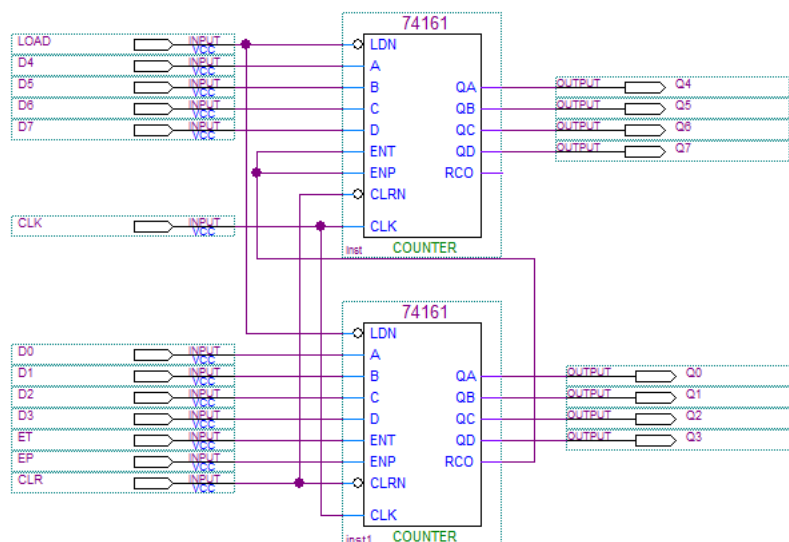 74161
LOAD INPUT VCC LDN
D4 INPUT VCC A
D5 INPUT VCC B QA OUTPUT Q4
D6 INPUT VCC C QB OUTPUT Q5
D7 INPUT VCC D QC OUTPUT Q6
ENT QD OUTPUT Q7
ENP RCO
CLRN
CLK INPUT VCC CLK
inst COUNTER
74161
LDN
D0 INPUT VCC A
D1 INPUT VCC B QA OUTPUT Q0
D2 INPUT VCC C QB OUTPUT Q1
D3 INPUT VCC D QC OUTPUT Q2
ET INPUT VCC ENT QD OUTPUT Q3
EP INPUT VCC ENP RCO
CLR INPUT VCC CLRN
CLK
inst1 COUNTER